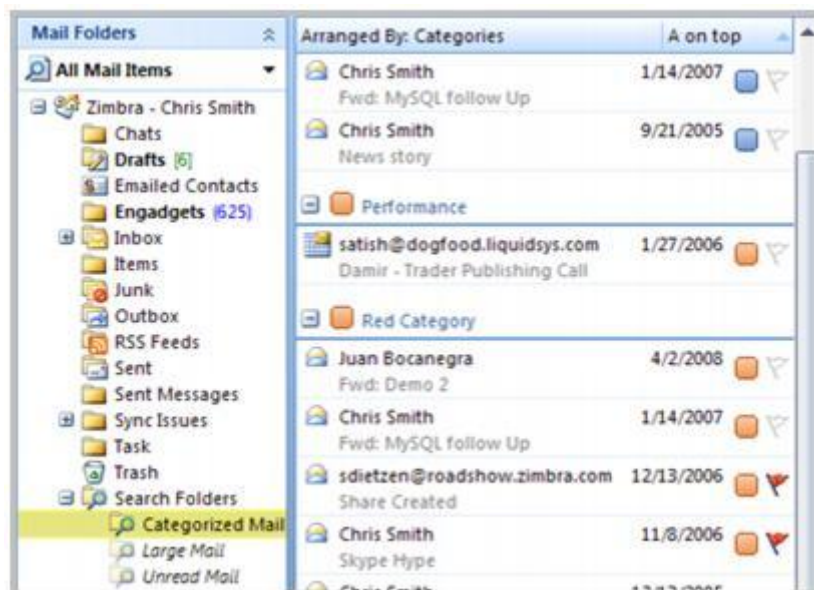 Mail Folders
All Mail Items
Zimbra - Chris Smith
Chats
Drafts [6]
Emailed Contacts
Engadgets (625)
Inbox
Items
Junk
Outbox
RSS Feeds
Sent
Sent Messages
Sync Issues
Task
Trash
Search Folders
Categorized Mail
Large Mail
Unread Mail
Arranged By: Categories A on top
Chris Smith 1/14/2007
Fwd: MySQL follow Up
Chris Smith 9/21/2005
News story
Performance
satish@dogfood.liquidsys.com 1/27/2006
Damir - Trader Publishing Call
Red Category
Juan Bocanegra 4/2/2008
Fwd: Demo 2
Chris Smith 1/14/2007
Fwd: MySQL follow Up
sdietzen@roadshow.zimbra.com 12/13/2006
Share Created
Chris Smith 11/8/2006
Skype Hype
Chris Smith